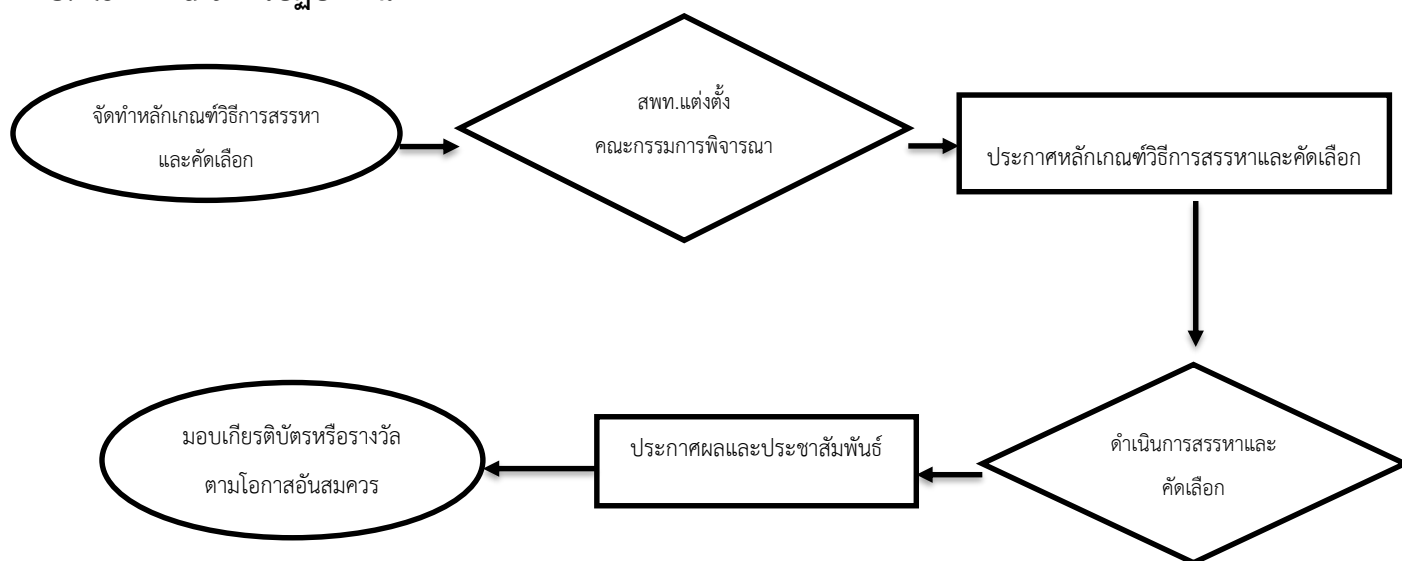 จัดทำหลักเกณฑ์วิธีการสรรหา
และคัดเลือก
สพท.แต่งตั้ง
คณะกรรมการพิจารณา
ประกาศหลักเกณฑ์วิธีการสรรหาและคัดเลือก
ดำเนินการสรรหาและ
คัดเลือก
ประกาศผลและประชาสัมพันธ์
มอบเกียรติบัตรหรือรางวัล
ตามโอกาสอันสมควร